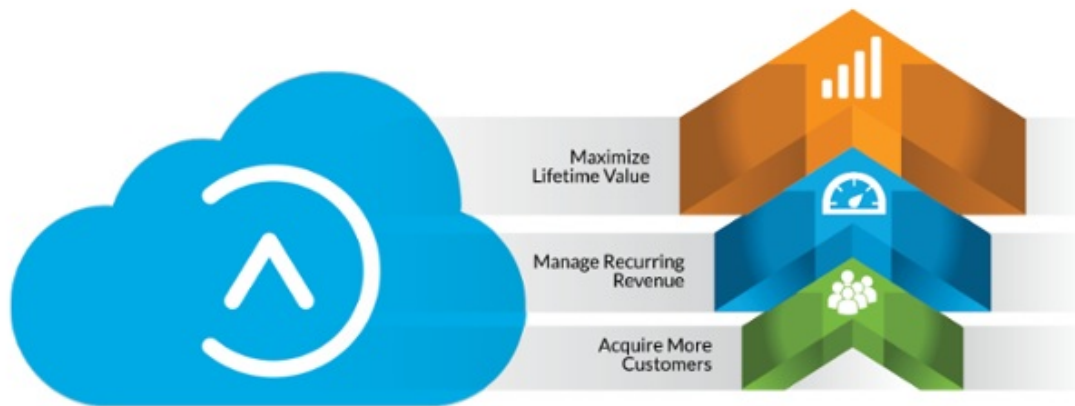 Maximize
Lifetime Value
Manage Recurring
Revenue
Acquire More
Customers